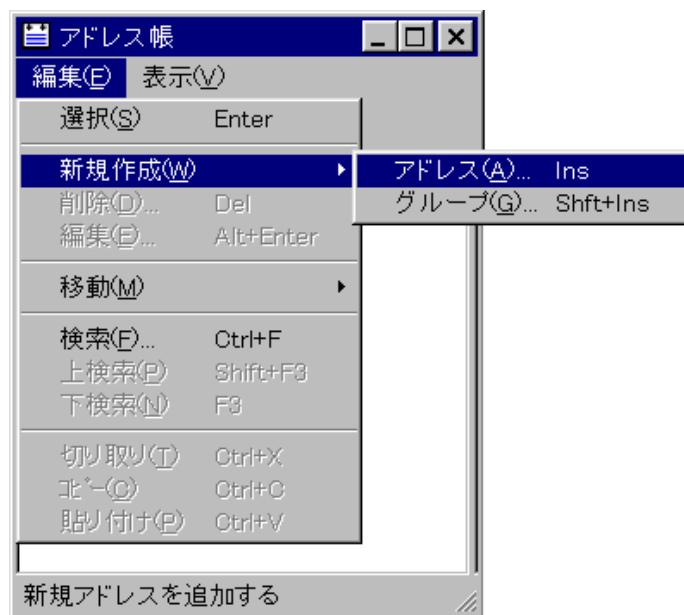 アドレス帳
編集(E) 表示(V)
選択(S) Enter
新規作成(W)
アドレス(A)... Ins
グループ(G)... Shft+Ins
削除(D)... Del
編集(E)... Alt+Enter
移動(M)
検索(F)... Ctrl+F
上検索(P) Shift+F3
下検索(N) F3
切り取り(T) Ctrl+X
コピー(C) Ctrl+C
貼り付け(P) Ctrl+V
新規アドレスを追加する